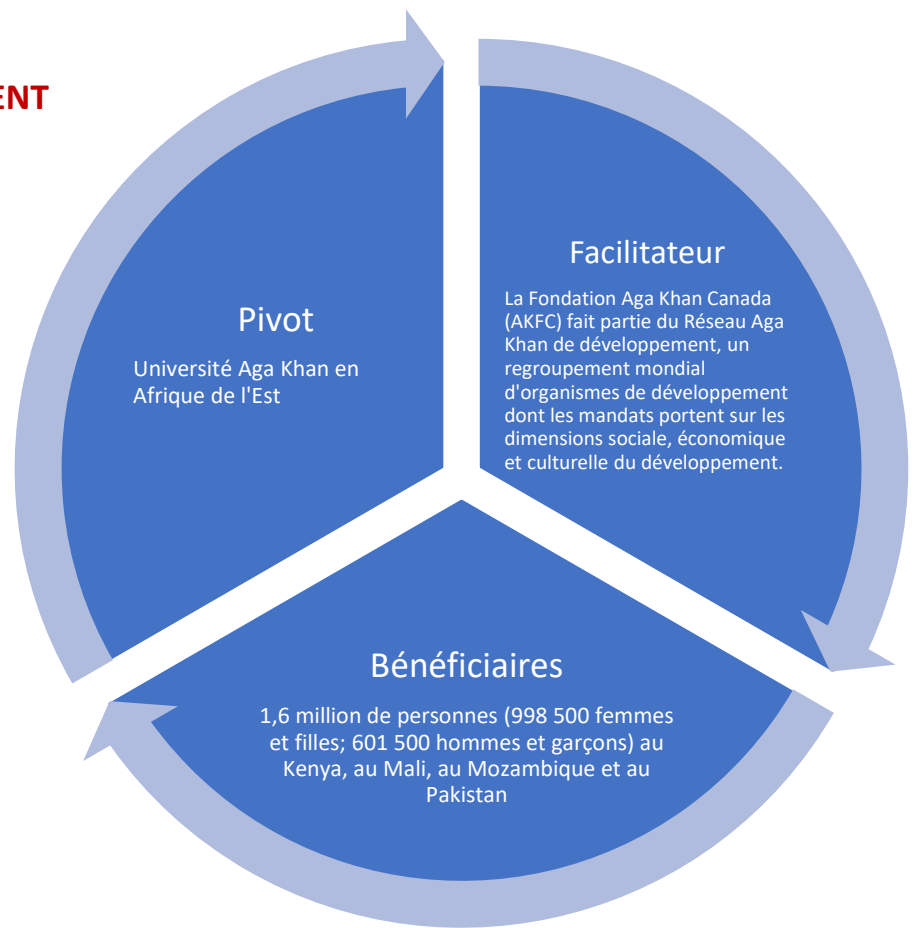 ENT
Facilitateur
La Fondation Aga Khan Canada
(AKFC) fait partie du Réseau Aga
Khan de développement, un
regroupement mondial
d'organismes de développement
dont les mandats portent sur les
dimensions sociale, économique
et culturelle du développement.
Pivot
Université Aga Khan en
Afrique de l'Est
Bénéficiaires
1,6 million de personnes (998 500 femmes
et filles; 601 500 hommes et garçons) au
Kenya, au Mali, au Mozambique et au
Pakistan